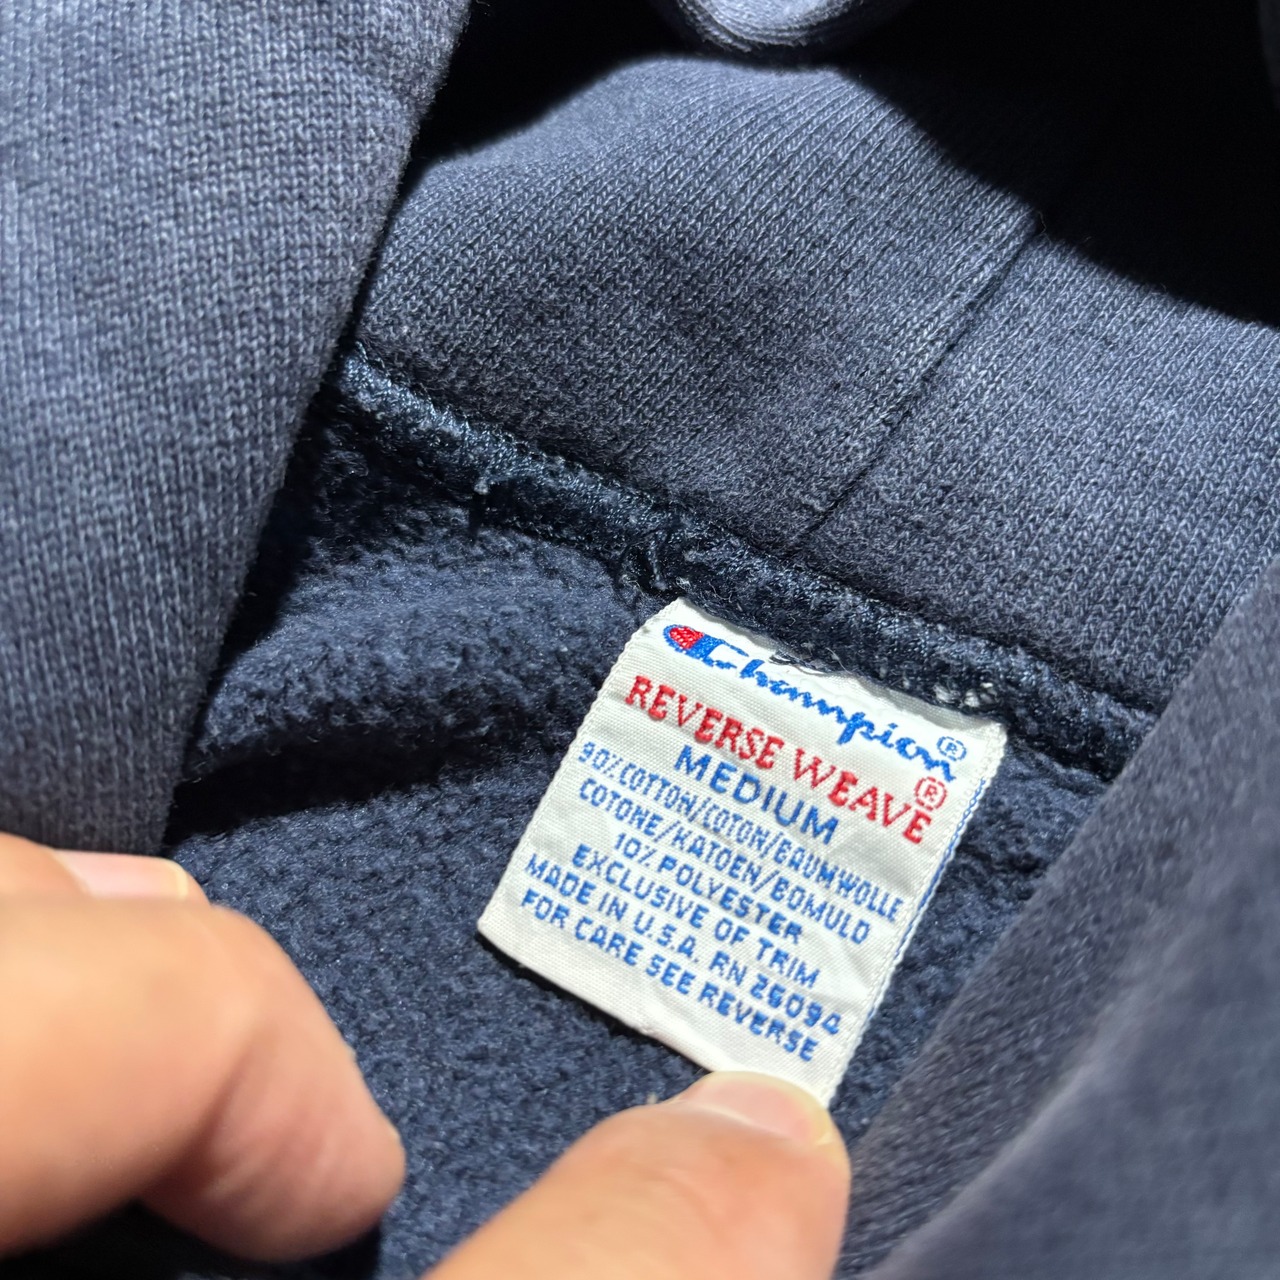 Champion®
REVERSE WEAVE®
MEDIUM
90% COTTON/COTON/BAUMWOLLE
COTONE/KATOEN/BOMULD
10% POLYESTER
EXCLUSIVE OF TRIM
MADE IN U.S.A. RN 26094
FOR CARE SEE REVERSE